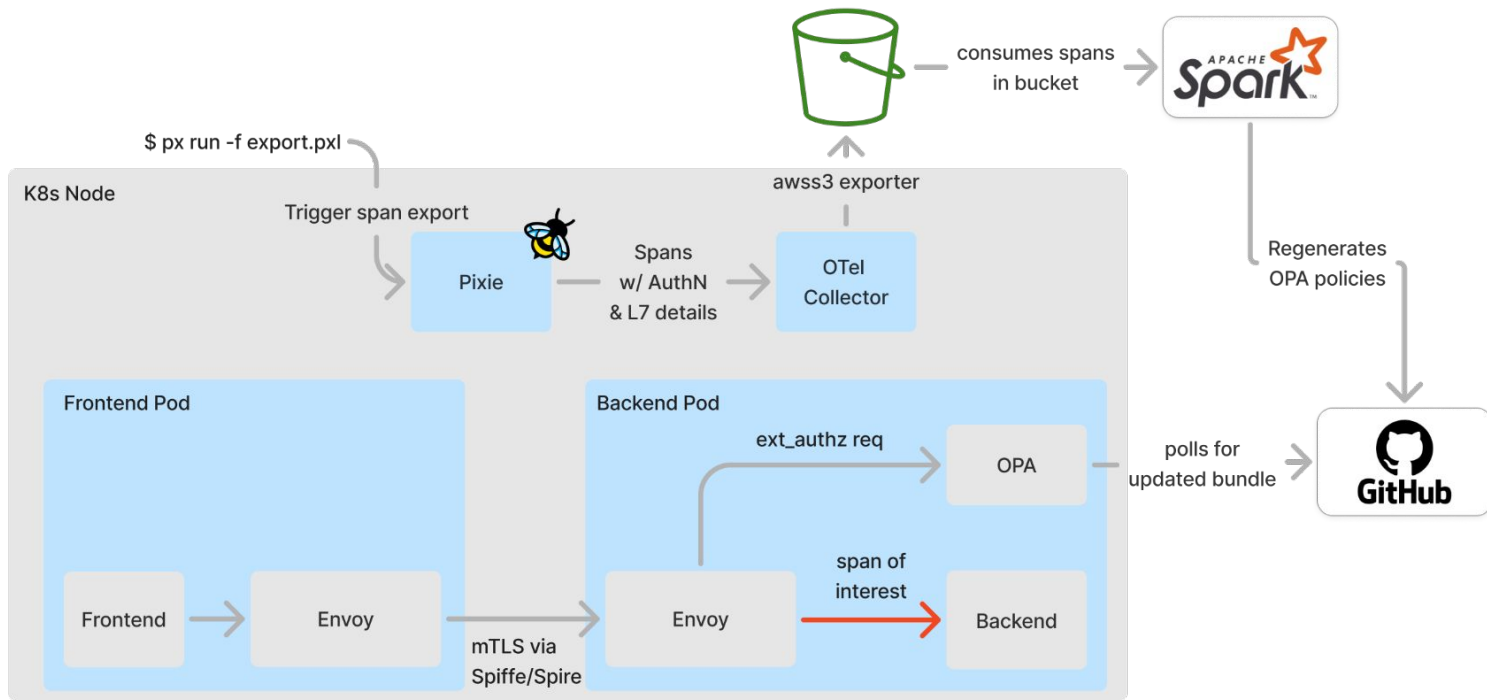 consumes spans
in bucket
APACHE
Spark
TM
$ px run -f export.pxl
K8s Node
awss3 exporter
Trigger span export
Pixie
Spans
w/ AuthN
& L7 details
OTel
Collector
Regenerates
OPA policies
Frontend Pod
Backend Pod
ext_authz req
OPA
polls for
updated bundle
GitHub
span of
interest
Frontend
Envoy
mTLS via
Spiffe/Spire
Envoy
Backend